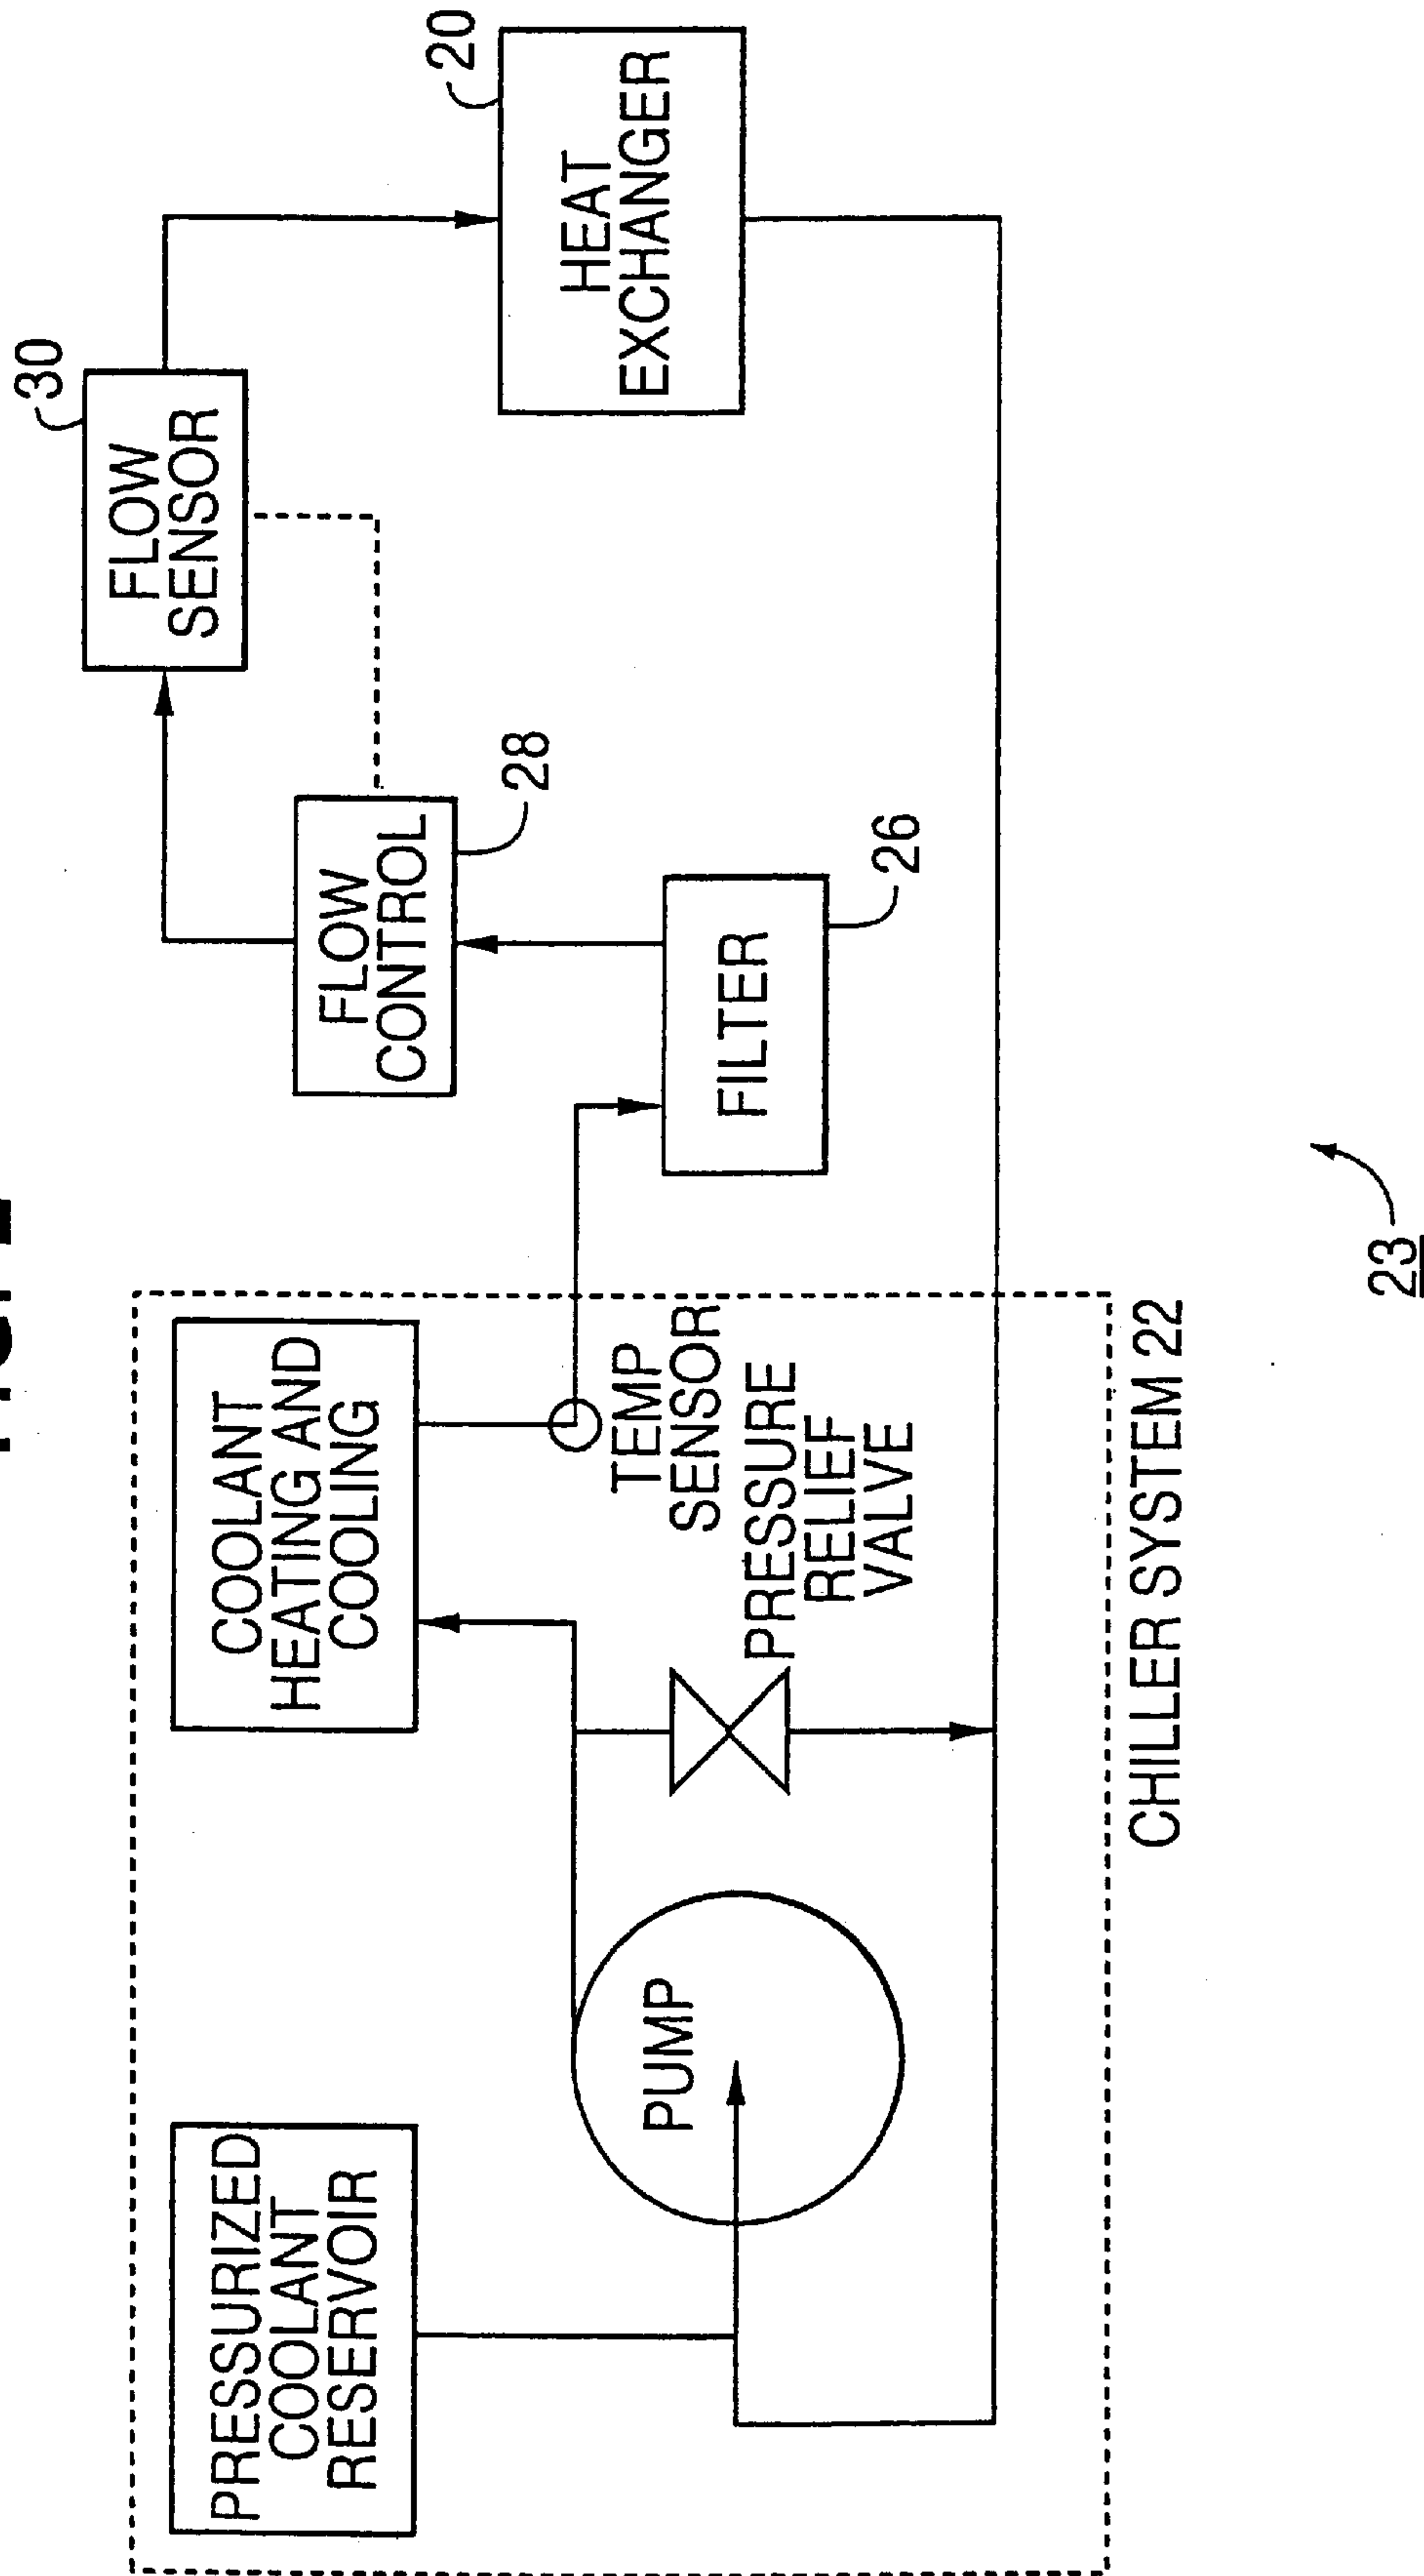 PRESSURIZED
COOLANT
RESERVOIR
PUMP
COOLANT
HEATING AND
COOLING
TEMP
SENSOR
PRESSURE
RELIEF
VALVE
CHILLER SYSTEM 22
FILTER
26
FLOW
CONTROL
28
FLOW
SENSOR
30
HEAT
EXCHANGER
20
23